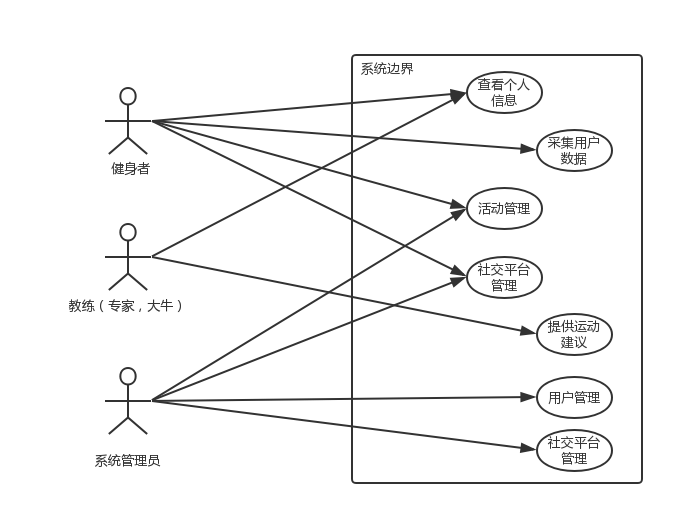 系统边界
查看个人
信息
采集用户
数据
健身者
活动管理
社交平台
管理
教练（专家，大牛）
提供运动
建议
用户管理
社交平台
管理
系统管理员